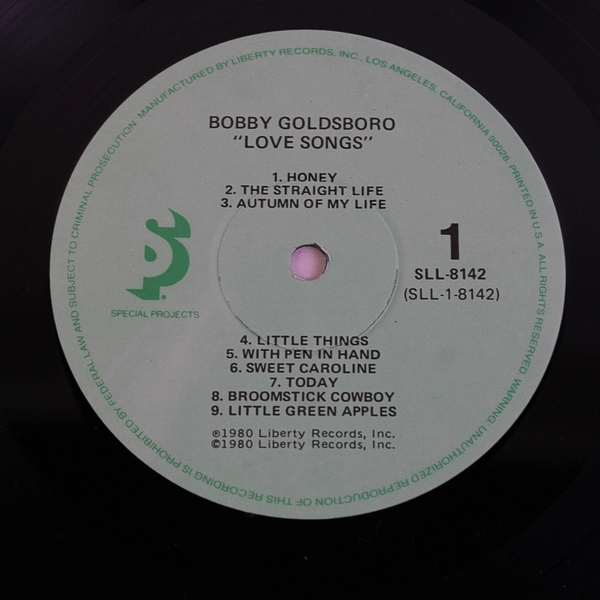 MANUFACTURED BY LIBERTY RECORDS, INC., LOS ANGELES, CALIFORNIA 90028. PRINTED IN U.S.A. ALL RIGHTS RESERVED. WARNING. UNAUTHORIZED REPRODUCTION OF THIS RECORDING IS PROHIBITED BY FEDERAL LAW AND SUBJECT TO CRIMINAL PROSECUTION.
BOBBY GOLDSBORO
"LOVE SONGS"
1. HONEY
2. THE STRAIGHT LIFE
3. AUTUMN OF MY LIFE
SP
SPECIAL PROJECTS
1
SLL-8142
(SLL-1-8142)
4. LITTLE THINGS
5. WITH PEN IN HAND
6. SWEET CAROLINE
7. TODAY
8. BROOMSTICK COWBOY
9. LITTLE GREEN APPLES
℗1980 Liberty Records, Inc.
©1980 Liberty Records, Inc.